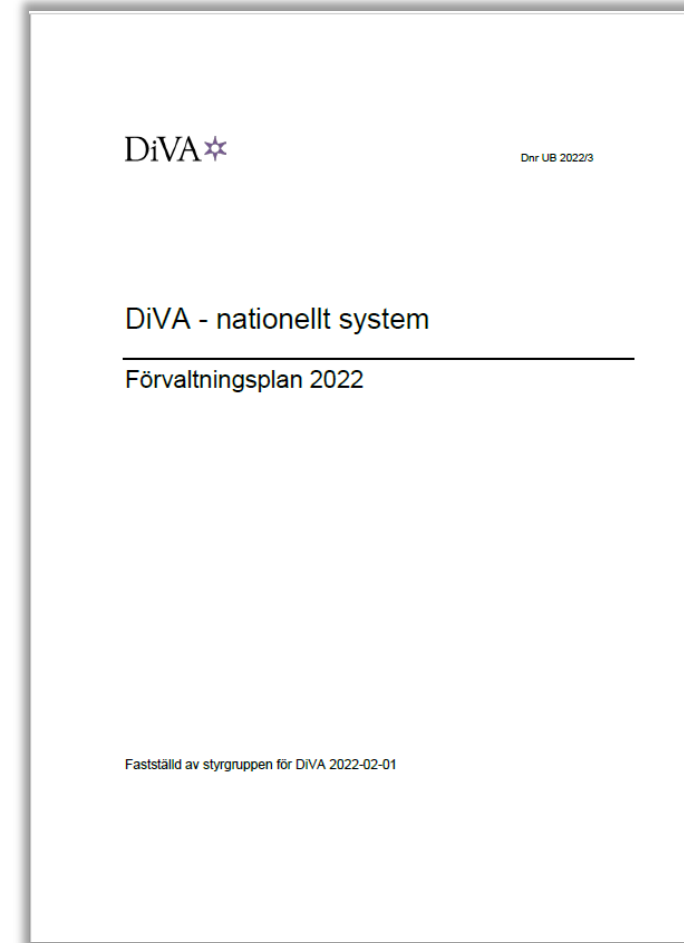 DiVA
Dnr UB 2022/3
DiVA - nationellt system
Förvaltningsplan 2022
Fastställd av styrgruppen för DiVA 2022-02-01